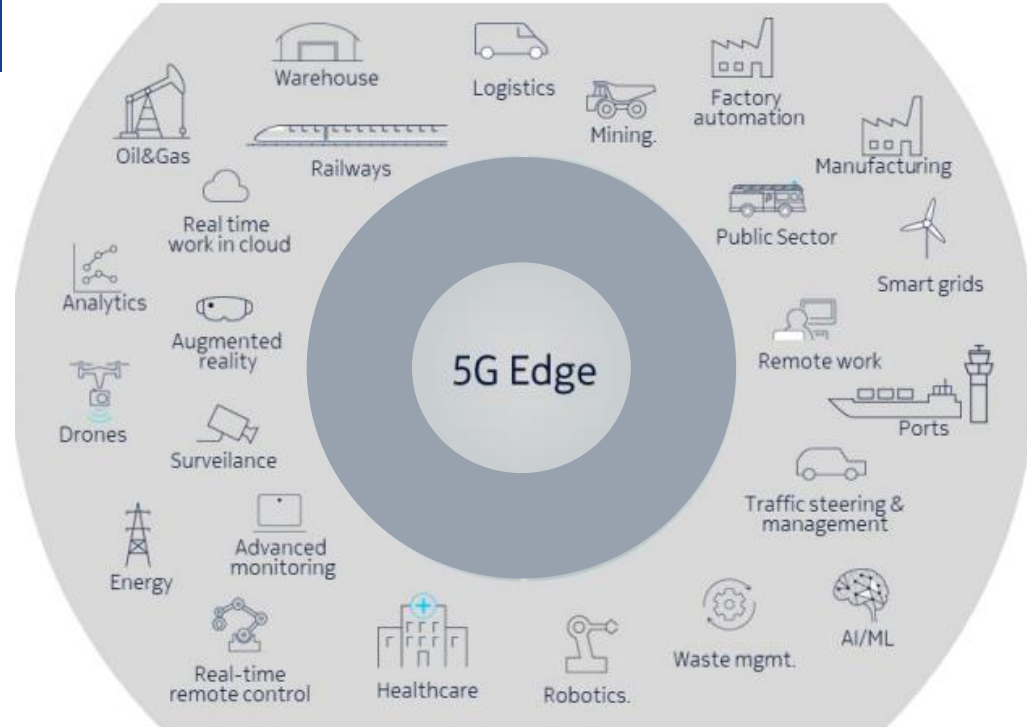 Warehouse
Logistics
Factory
automation
Mining.
Oil&Gas
Railways
Manufacturing
Real time
work in cloud
Public Sector
Analytics
Smart grids
Augmented
reality
Remote work
5G Edge
Drones
Ports
Surveilance
Traffic steering &
management
Advanced
monitoring
Energy
AI/ML
Waste mgmt.
Real-time
remote control
Healthcare
Robotics.